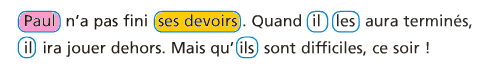 Paul n’a pas fini ses devoirs. Quand il les aura terminés,
il ira jouer dehors. Mais qu’ils sont difficiles, ce soir !